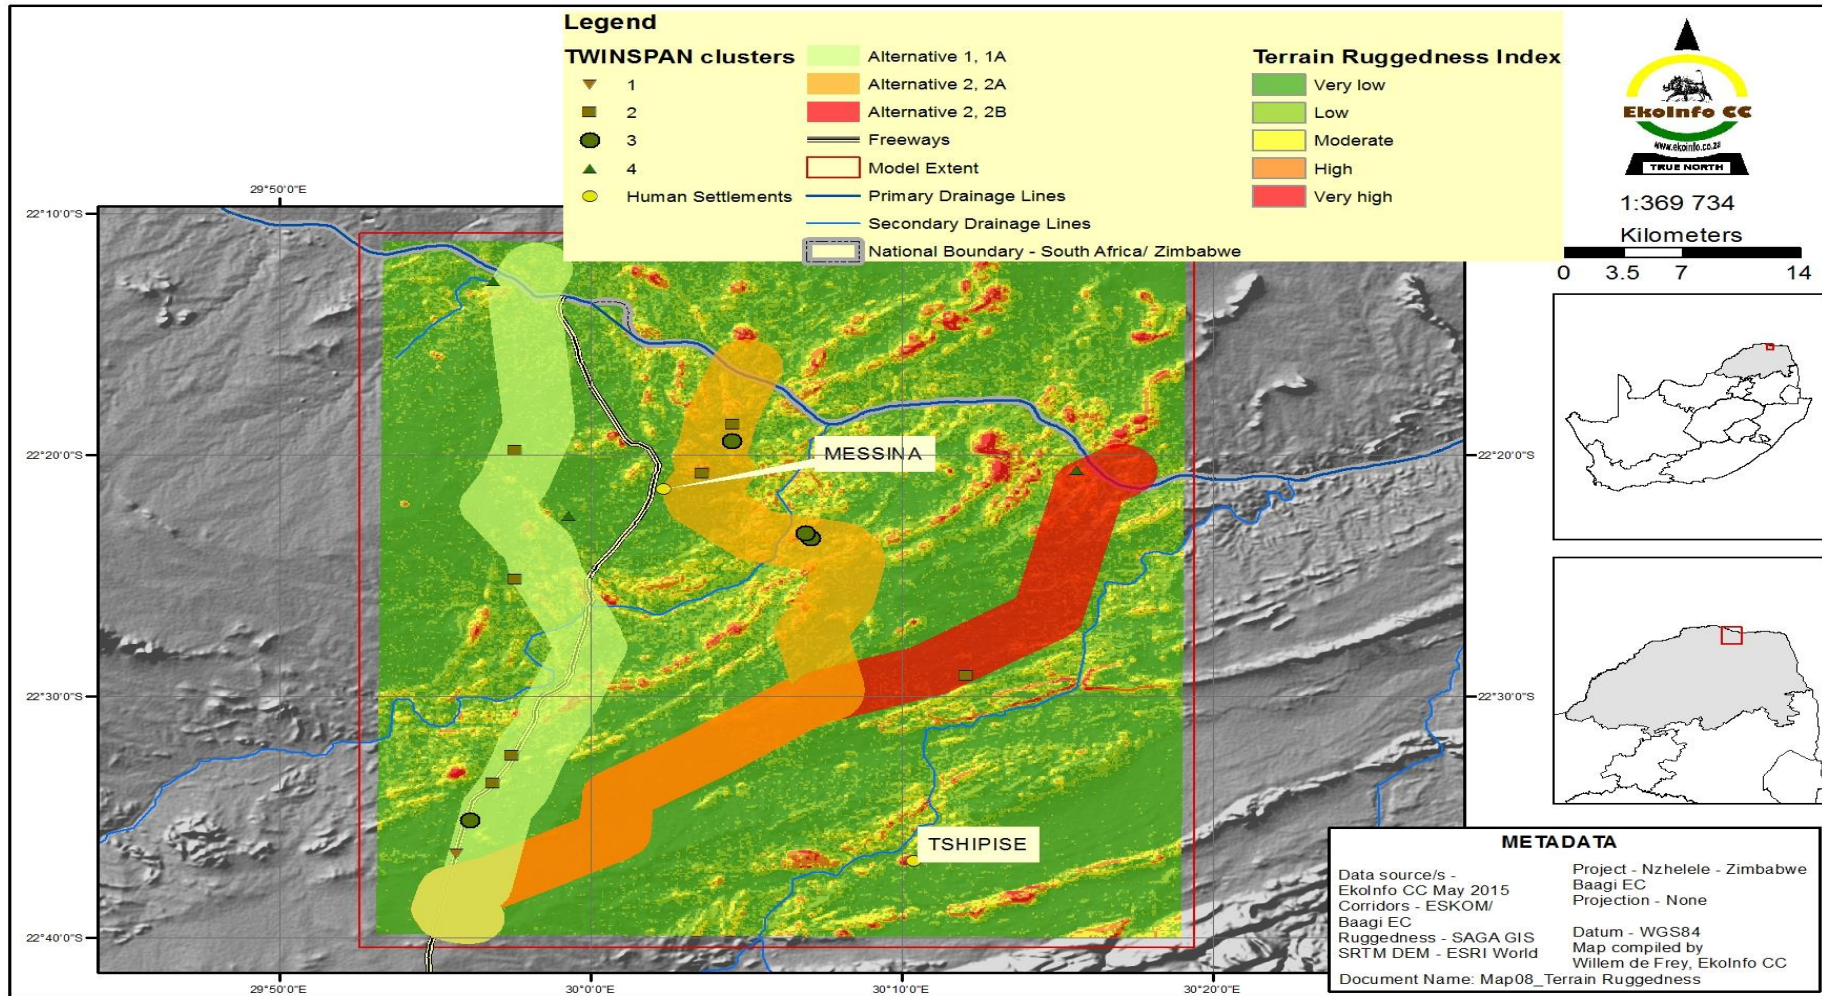 Legend
TWINSPAN clusters
1
2
3
4
Human Settlements
Alternative 1, 1A
Alternative 2, 2A
Alternative 2, 2B
Freeways
Model Extent
Primary Drainage Lines
Secondary Drainage Lines
National Boundary - South Africa/ Zimbabwe
Terrain Ruggedness Index
Very low
Low
Moderate
High
Very high
EkoInfo CC
www.ekoinfo.co.za
TRUE NORTH
1:369 734
Kilometers
0 3.5 7 14
29°50'0"E
22°10'0"S
22°20'0"S
22°20'0"S
22°30'0"S
22°30'0"S
22°40'0"S
MESSINA
TSHIPISE
29°50'0"E 30°0'0"E 30°10'0"E 30°20'0"E
METADATA
Data source/s -
EkoInfo CC May 2015
Corridors - ESKOM/
Baagi EC
Ruggedness - SAGA GIS
SRTM DEM - ESRI World
Project - Nzhelele - Zimbabwe
Baagi EC
Projection - None
Datum - WGS84
Map compiled by
Willem de Frey, EkoInfo CC
Document Name: Map08_Terrain Ruggedness